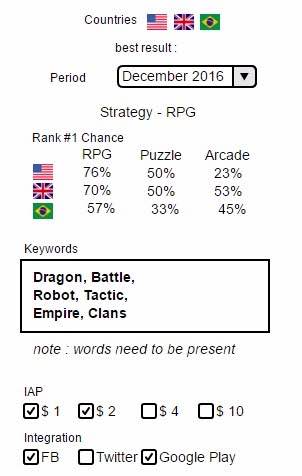 Countries
best result :
Period December 2016
Strategy - RPG
Rank #1 Chance
RPG Puzzle Arcade
76% 50% 23%
70% 50% 53%
57% 33% 45%
Keywords
Dragon, Battle,
Robot, Tactic,
Empire, Clans
note : words need to be present
IAP
$ 1 $ 2 $ 4 $ 10
Integration
FB Twitter Google Play